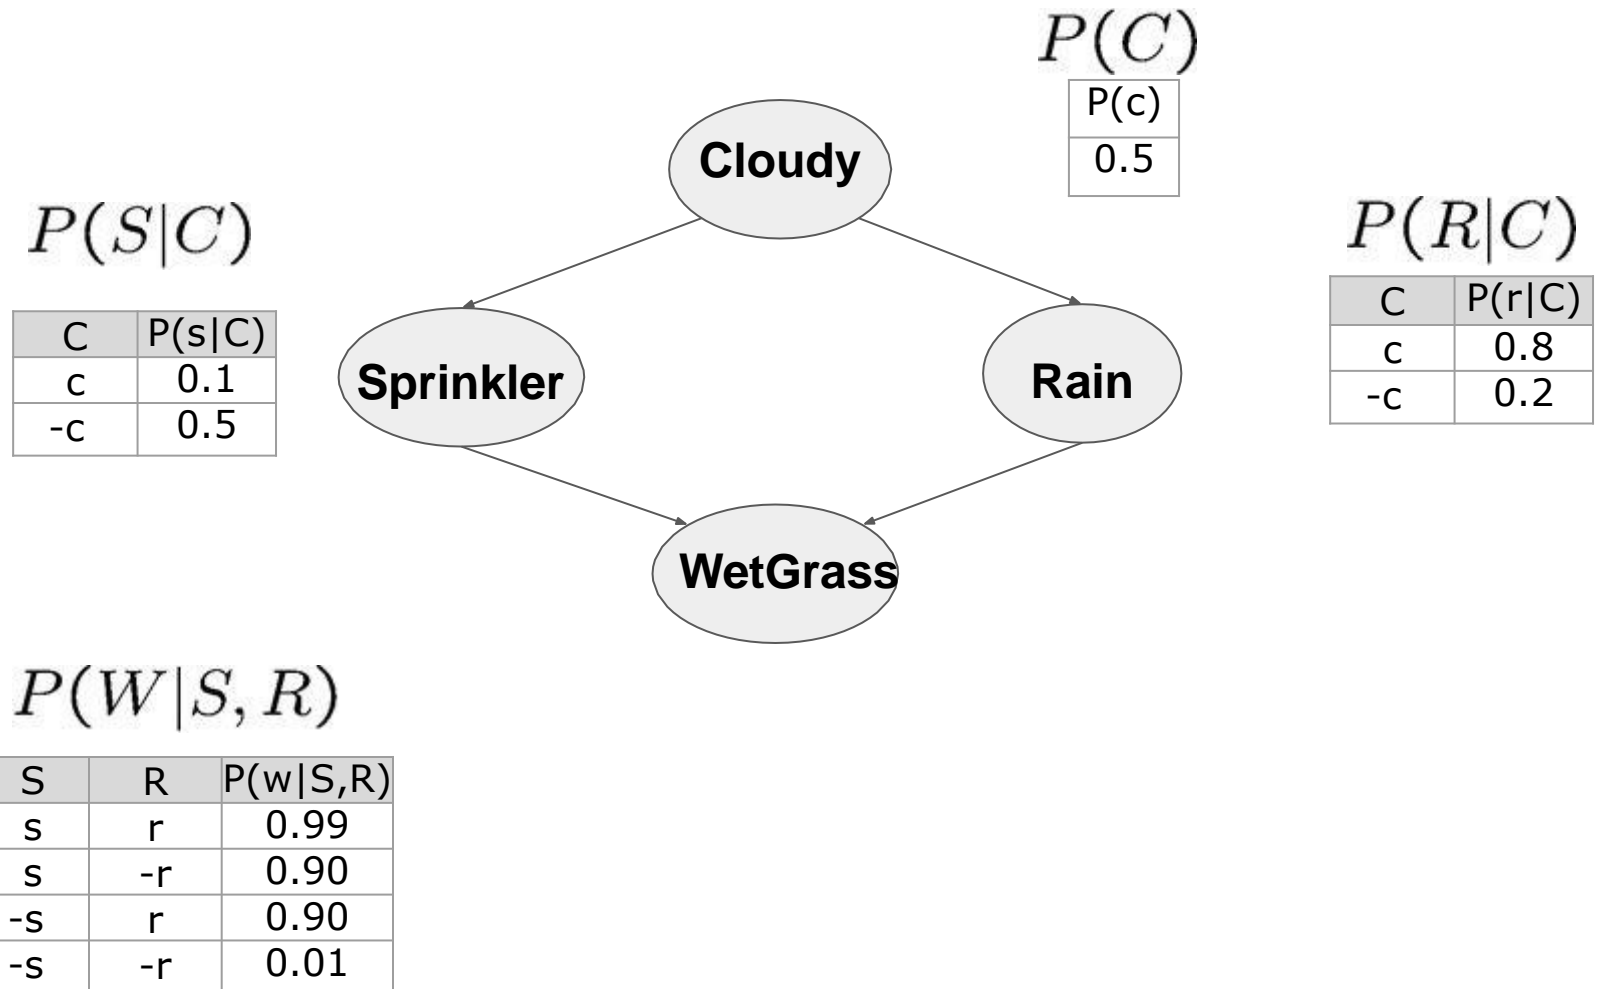 P(C)
P(c)
0.5
Cloudy
P(S|C)
C P(s|C)
c 0.1
-c 0.5
P(R|C)
C P(r|C)
c 0.8
-c 0.2
Sprinkler
Rain
WetGrass
P(W|S, R)
S R P(w|S,R)
s r 0.99
s -r 0.90
-s r 0.90
-s -r 0.01